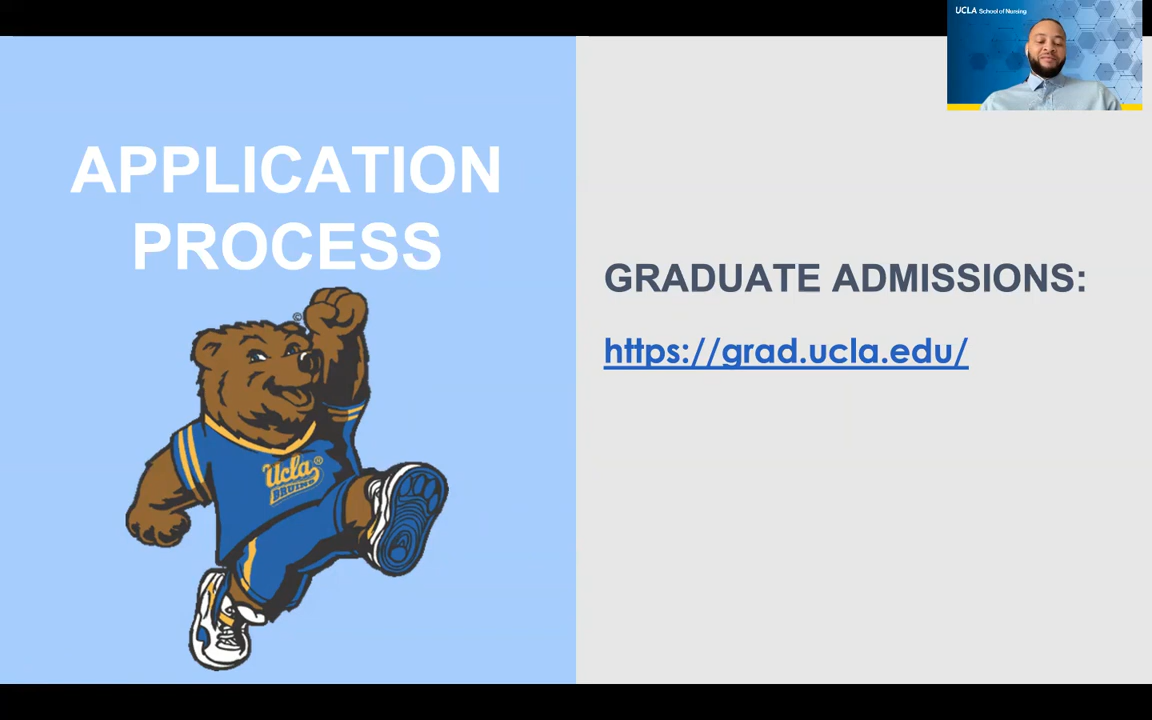 UCLA School of Nursing
APPLICATION
PROCESS
GRADUATE ADMISSIONS:
https://grad.ucla.edu/
©
Ucla ®
BRUINS